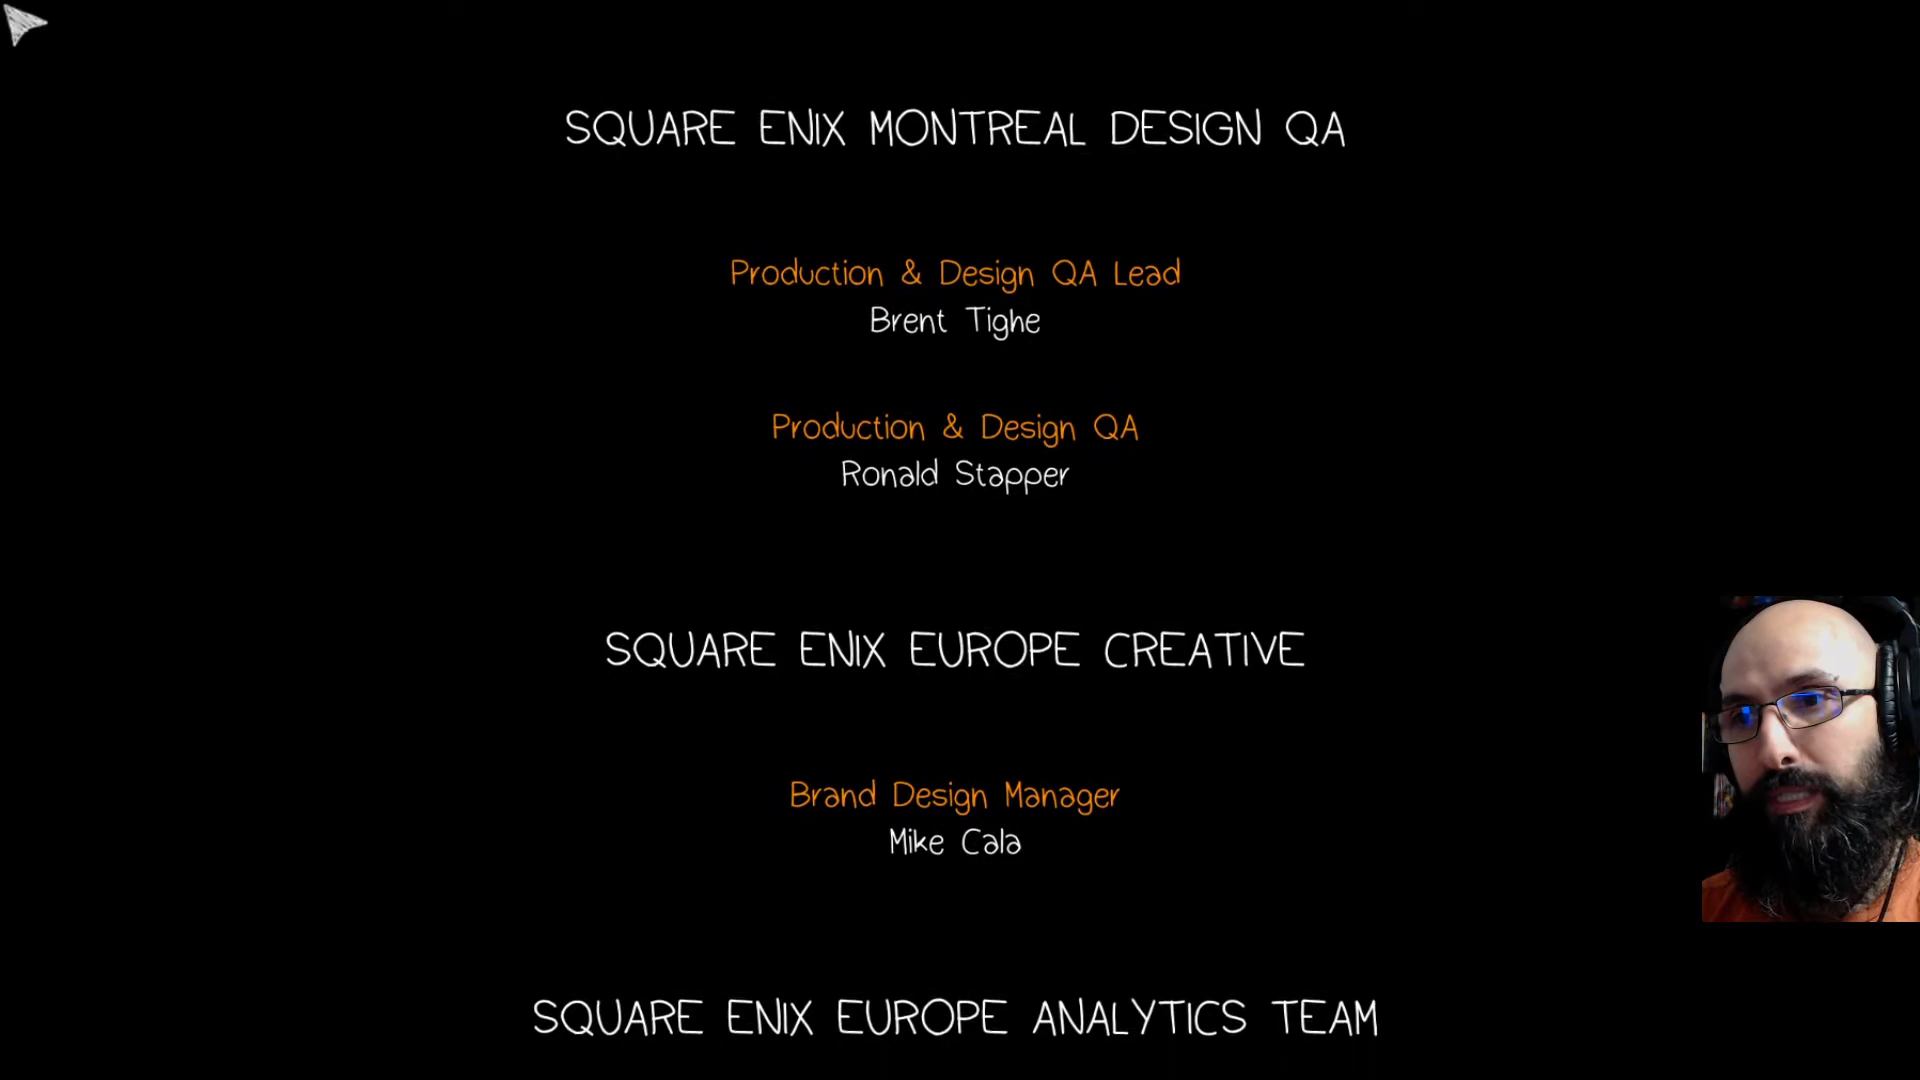 SQUARE ENIX MONTREAL DESIGN QA
Production & Design QA Lead
Brent Tighe
Production & Design QA
Ronald Stapper
SQUARE ENIX EUROPE CREATIVE
Brand Design Manager
Mike Cala
SQUARE ENIX EUROPE ANALYTICS TEAM